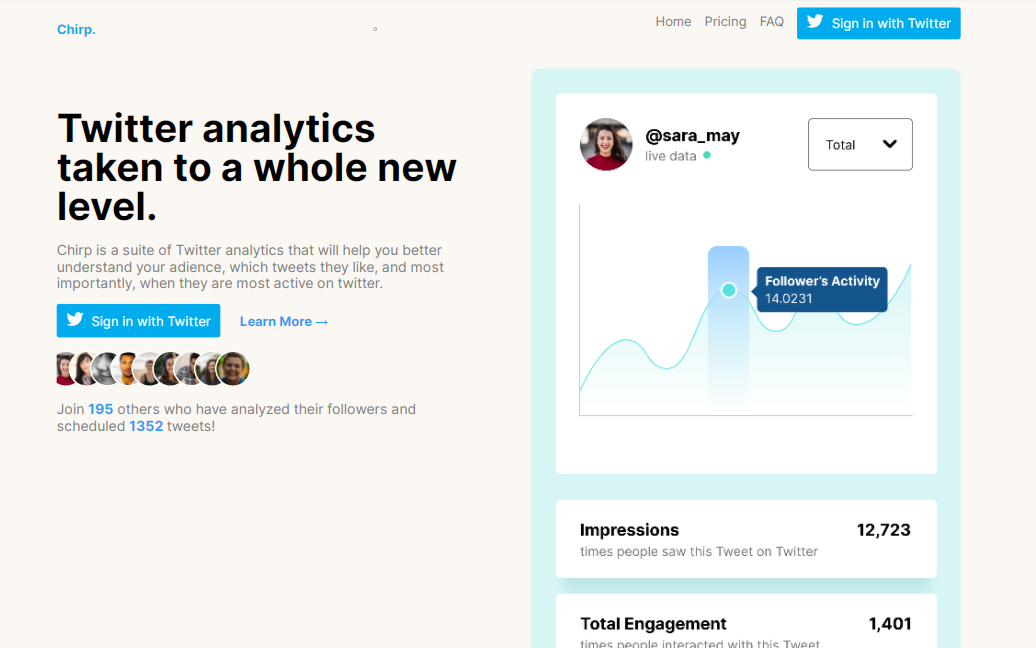 Chirp.
Home Pricing FAQ Sign in with Twitter
Twitter analytics
taken to a whole new
level.
Chirp is a suite of Twitter analytics that will help you better
understand your adience, which tweets they like, and most
importantly, when they are most active on twitter.
Sign in with Twitter Learn More →
Join 195 others who have analyzed their followers and
scheduled 1352 tweets!
@sara_may
live data
Total
Follower's Activity
14.0231
Impressions 12,723
times people saw this Tweet on Twitter
Total Engagement 1,401
times people interacted with this Tweet